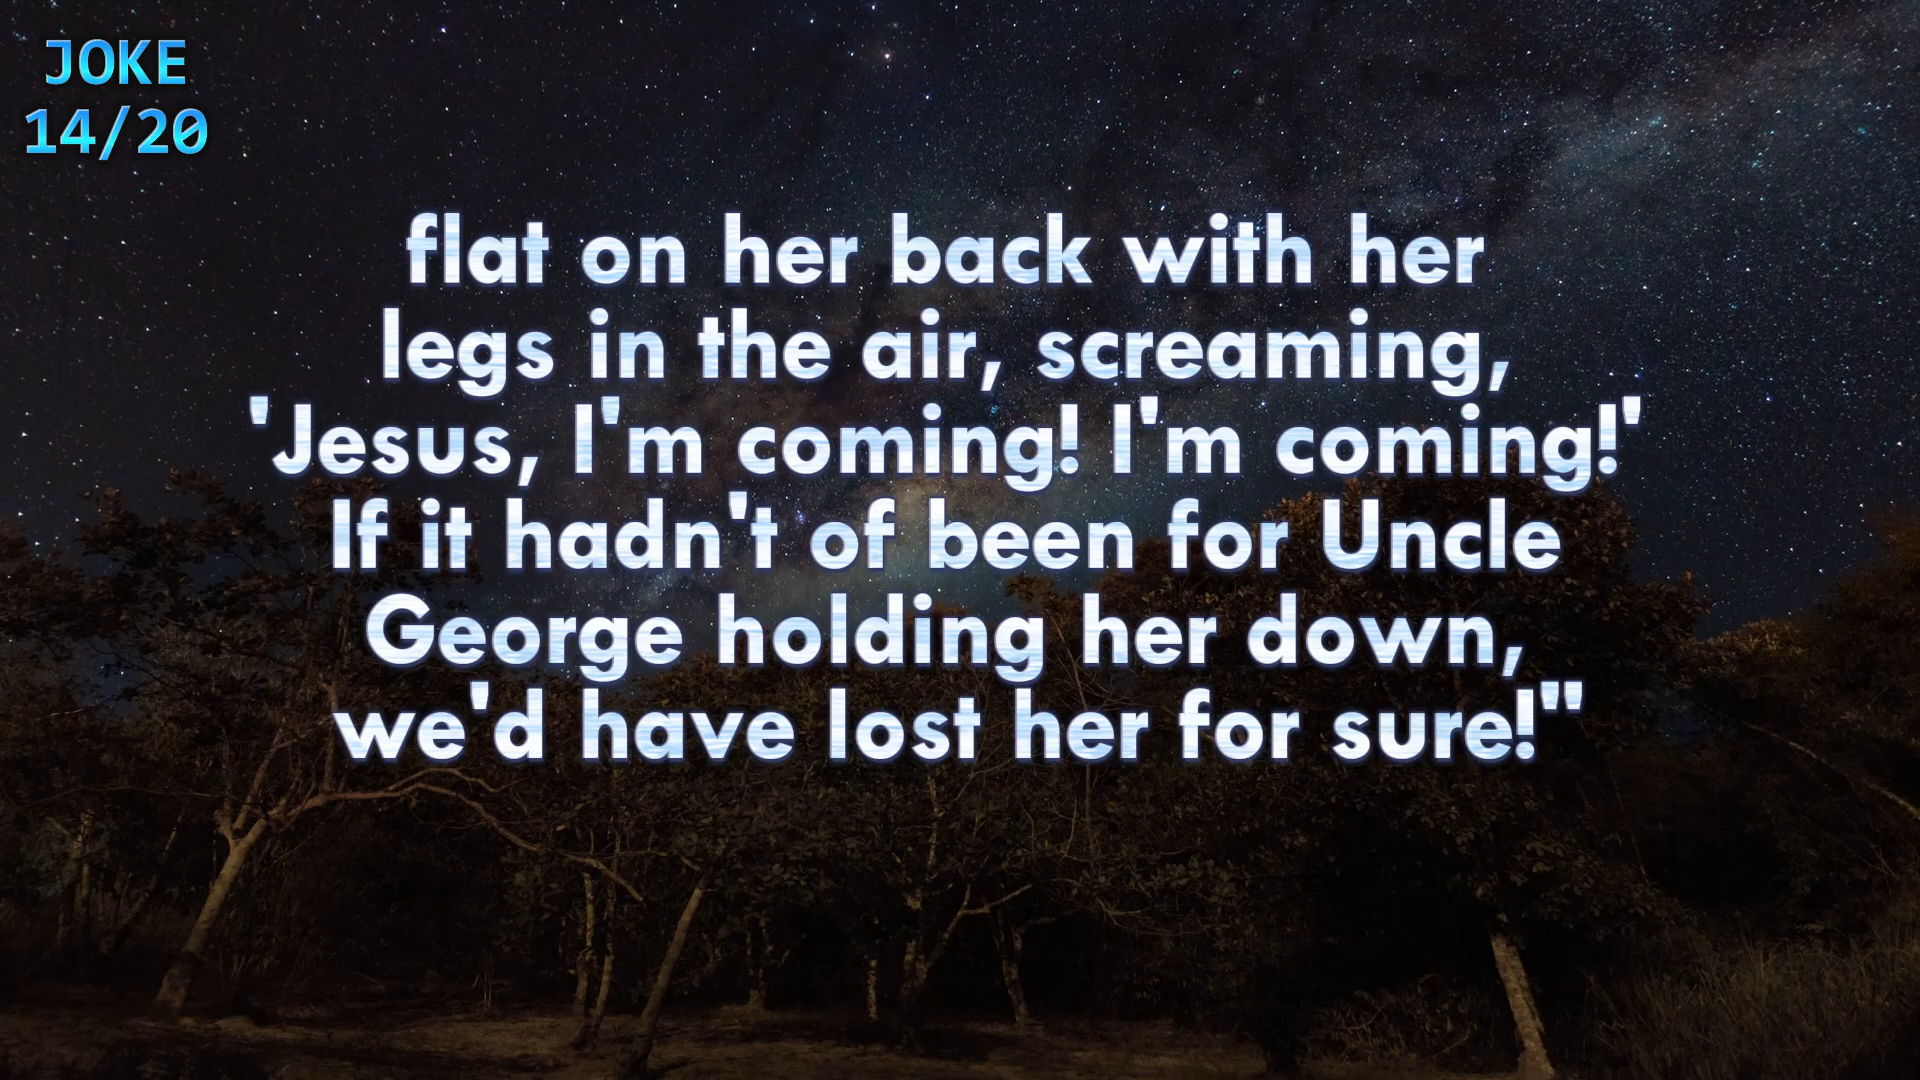 JOKE
14/20
flat on her back with her
legs in the air, screaming,
'Jesus, I'm coming! I'm coming!'
If it hadn't of been for Uncle
George holding her down,
we'd have lost her for sure!"